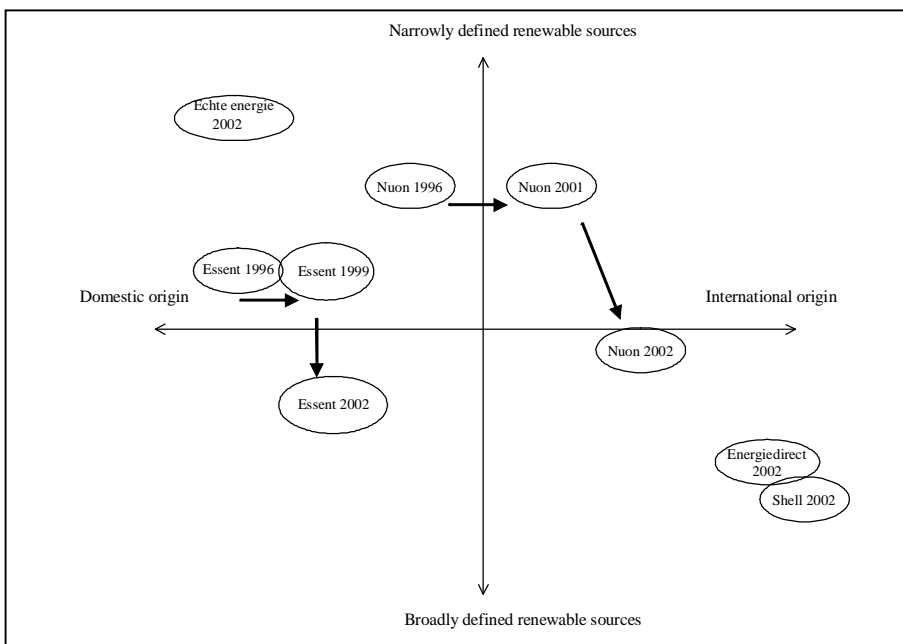 Narrowly defined renewable sources
Echte energie
2002
Nuon 1996
Nuon 2001
Essent 1996
Essent 1999
Domestic origin
International origin
Nuon 2002
Essent 2002
Energiedirect
2002
Shell 2002
Broadly defined renewable sources